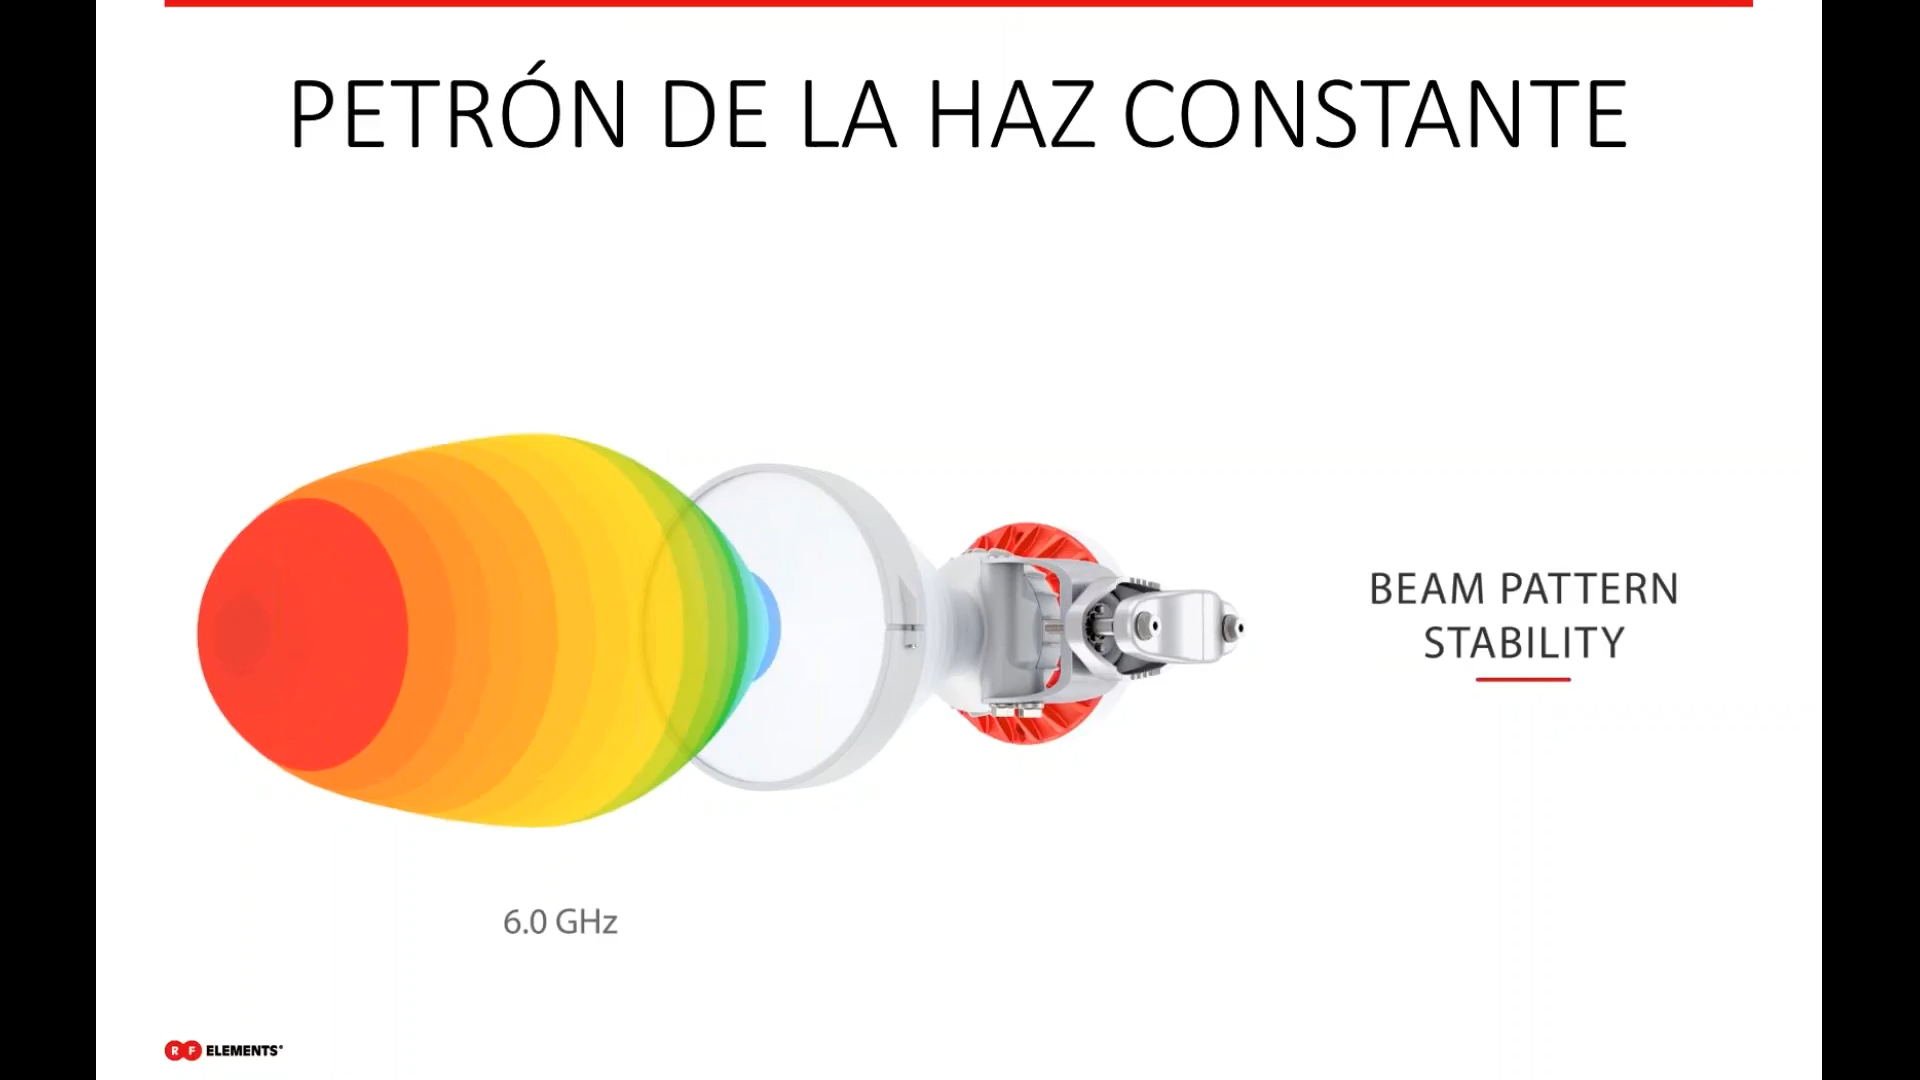 PETRÓN DE LA HAZ CONSTANTE
BEAM PATTERN
STABILITY
6.0 GHz
RF ELEMENTS®